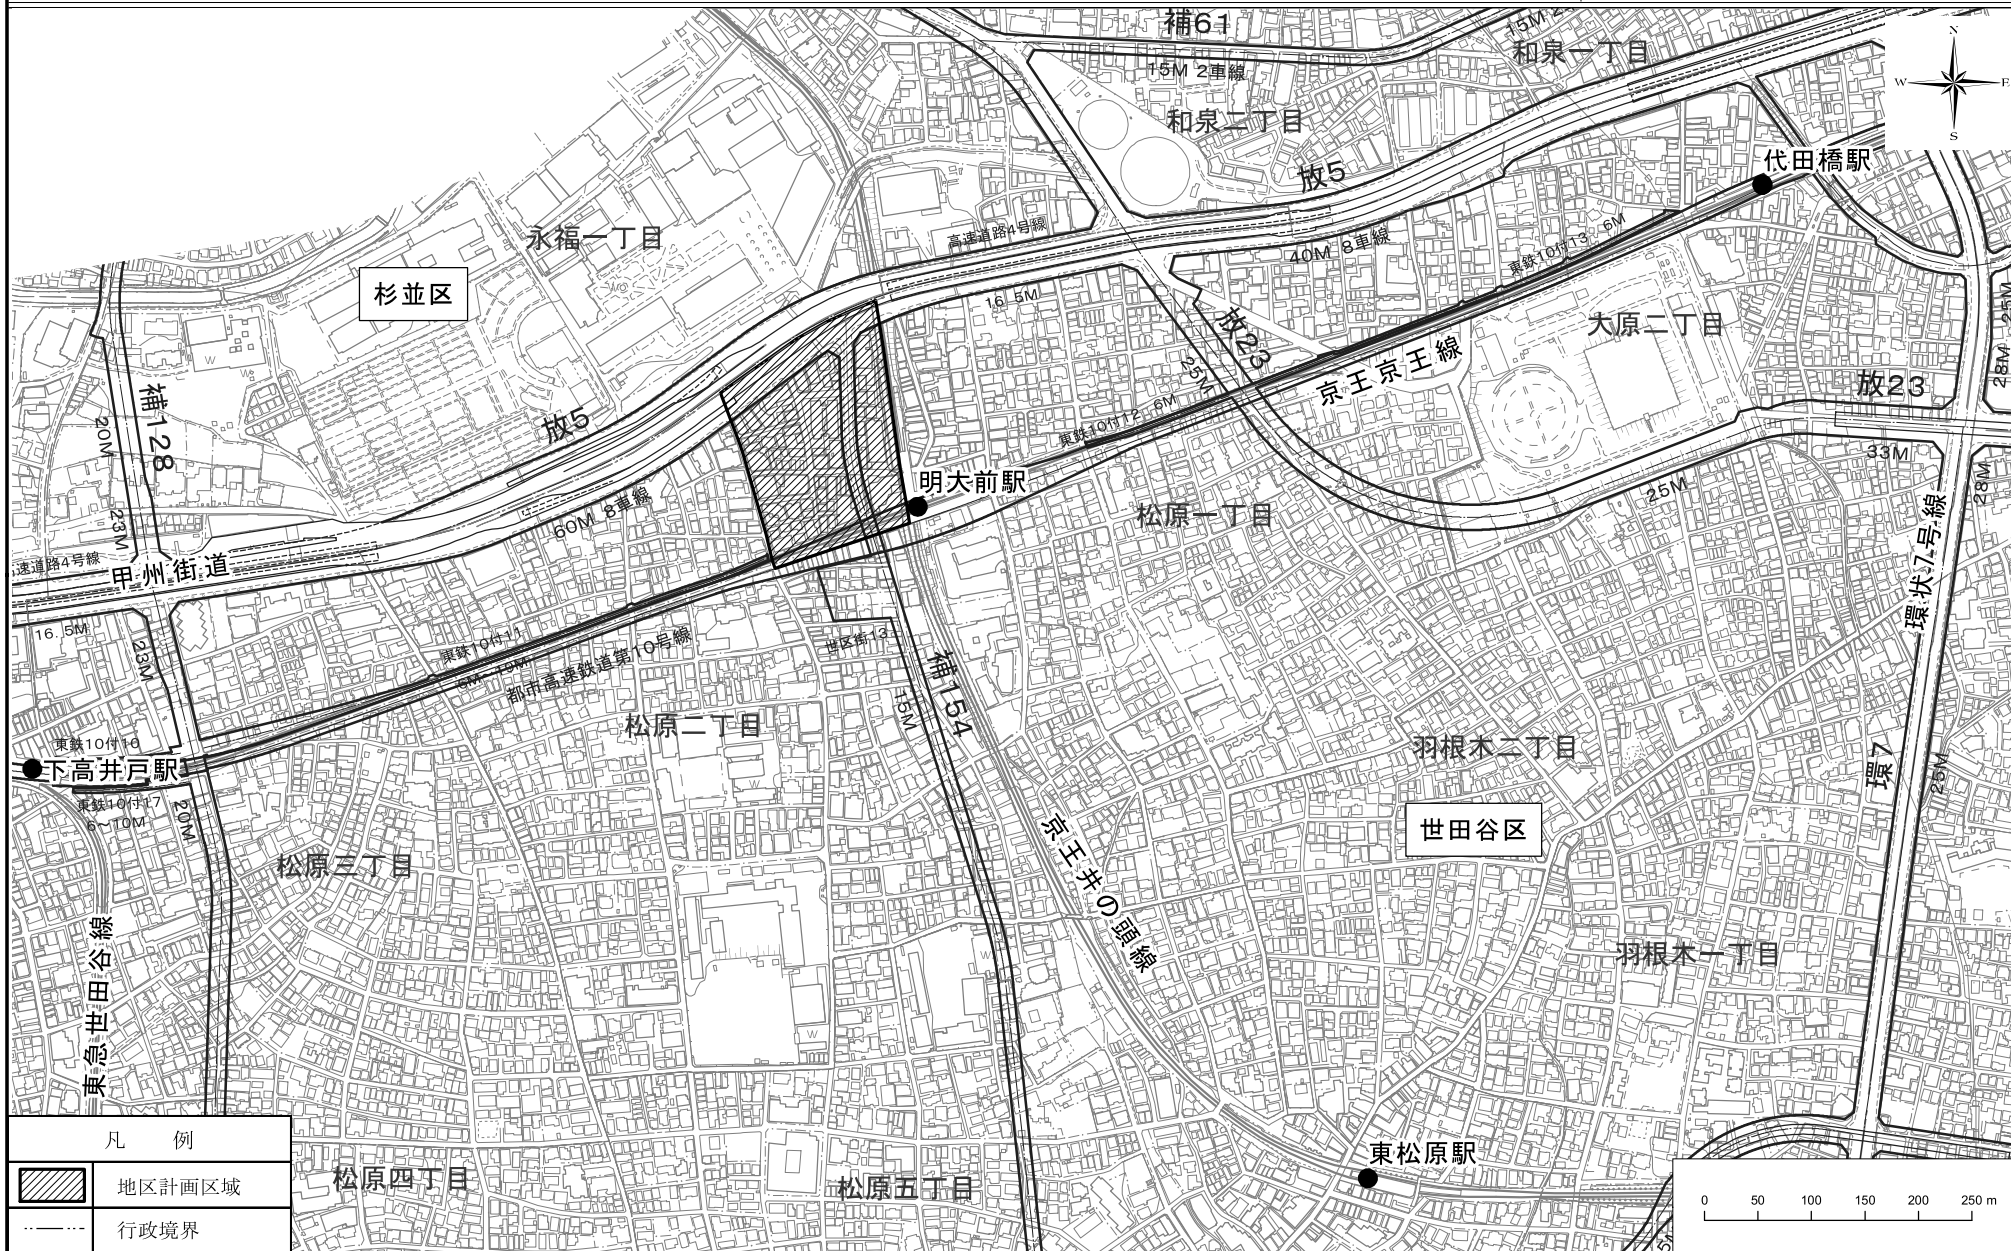 補61
15M 2車線
15M 2
和泉一丁目
N
W
E
S
和泉二丁目
代田橋駅
放5
永福一丁目
高速道路4号線
40M 8車線
東鉄10付13, 6M
杉並区
16.5M
放23
大原二丁目
25M
25M
28M
京王京王線
放23
補128
20M
放5
東鉄10付12, 6M
33M
明大前駅
松原一丁目
25M
28M
60M 8車線
23M
環状7号線
速道路4号線
甲州街道
16.5M
23M
東鉄10付11
6M~10M
都市高速鉄道第10号線
世区街13
補154
15M
松原二丁目
羽根木二丁目
環7
25M
東鉄10付10
下高井戸駅
東鉄10付17
6~10M
20M
京王井の頭線
世田谷区
松原三丁目
東急世田谷線
羽根木一丁目
東松原駅
松原四丁目
松原五丁目
凡 例
地区計画区域
行政境界
0 50 100 150 200 250 m